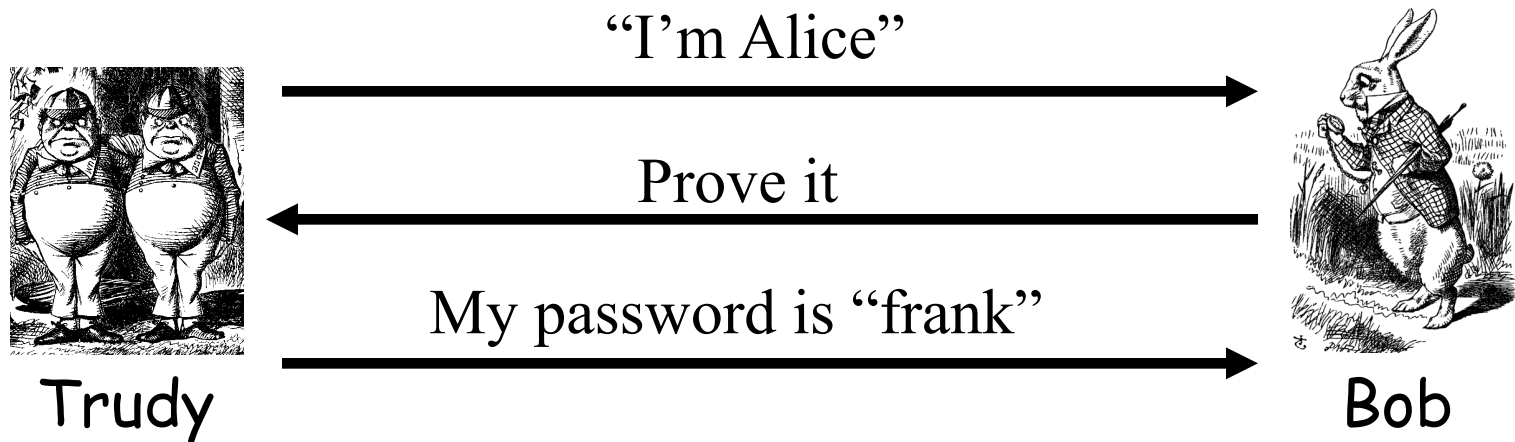 “I’m Alice”
Prove it
My password is “frank”
Trudy
Bob